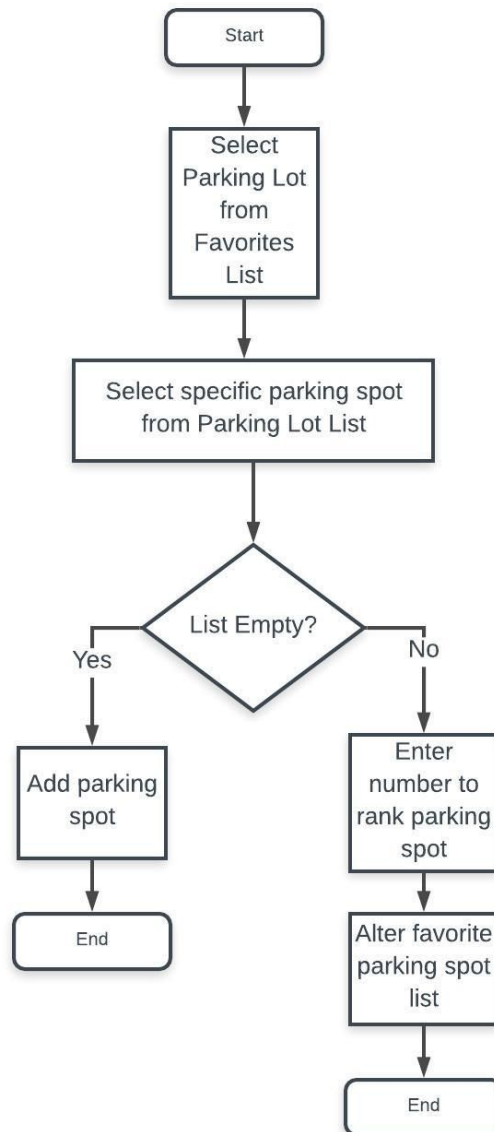 Start
Select
Parking Lot
from
Favorites
List
Select specific parking spot
from Parking Lot List
List Empty?
Yes
No
Add parking
spot
End
Enter
number to
rank parking
spot
Alter favorite
parking spot
list
End